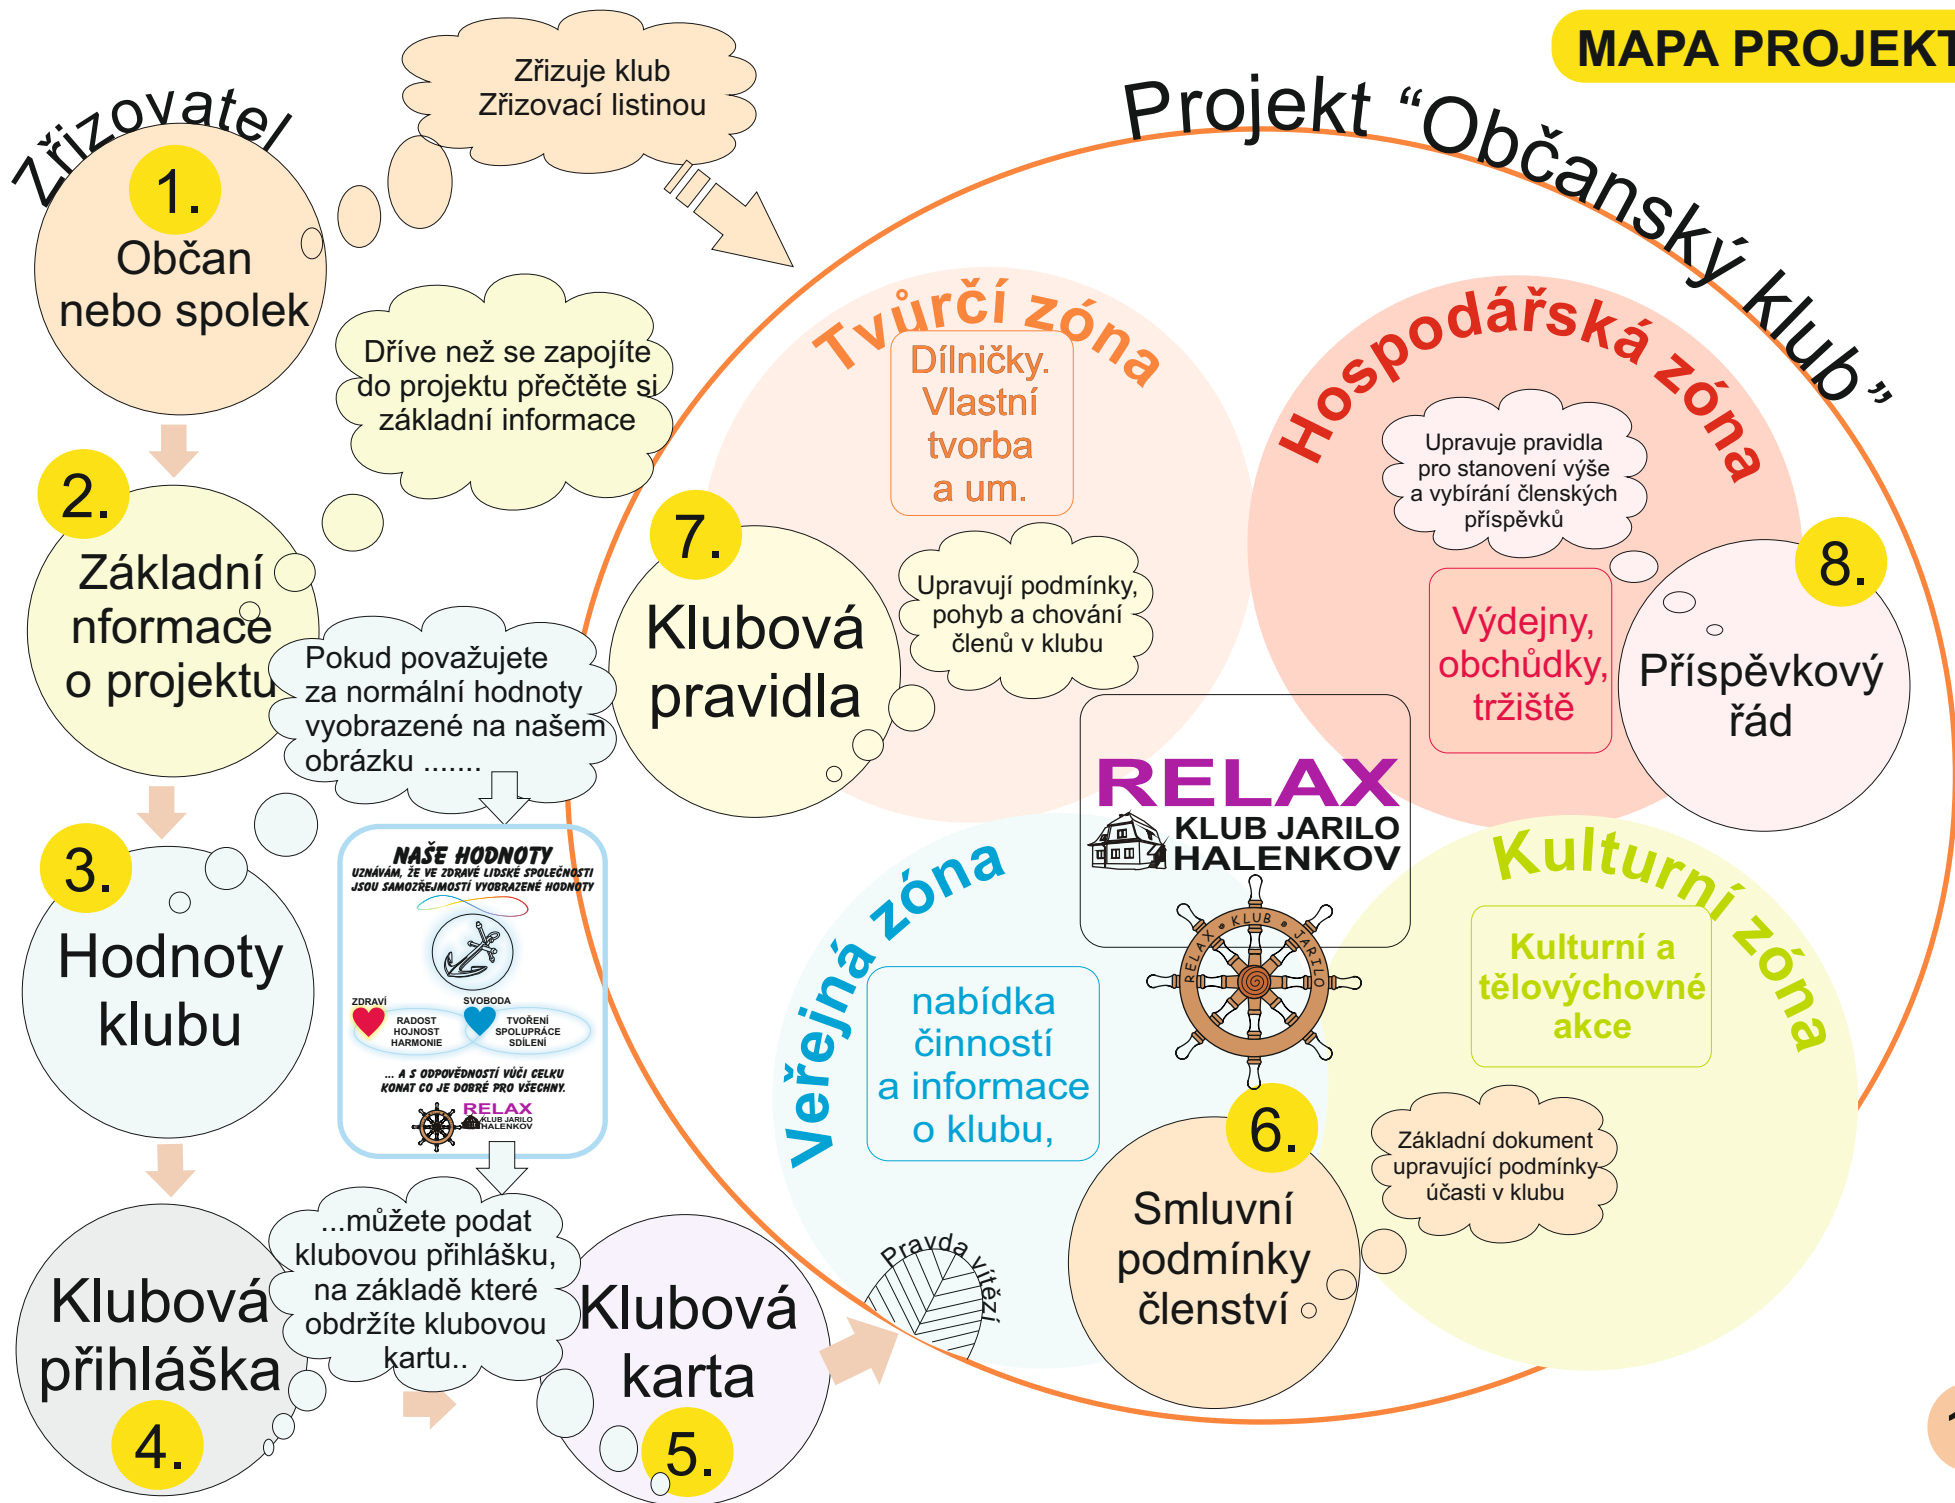 MAPA PROJEKT
Zřizovatel
1.
Občan
nebo spolek
Zřizuje klub
Zřizovací listinou
Projekt “Občanský klub”
Dříve než se zapojíte
do projektu přečtěte si
základní informace
2.
Základní
nformace
o projektu
Pokud považujete
za normální hodnoty
vyobrazené na našem
obrázku .......
3.
Hodnoty
klubu
NAŠE HODNOTY
UZNÁVÁM, ŽE VE ZDRAVÉ LIDSKÉ SPOLEČNOSTI
JSOU SAMOZŘEJMOSTÍ VYOBRAZENÉ HODNOTY
ZDRAVÍ
RADOST
HOJNOST
HARMONIE
SVOBODA
TVOŘENÍ
SPOLUPRÁCE
SDÍLENÍ
... A S ODPOVĚDNOSTÍ VŮČI CELKU
KONAT CO JE DOBRÉ PRO VŠECHNY.
RELAX
KLUB JARILO
HALENKOV
Klubová
přihláška
4.
...můžete podat
klubovou přihlášku,
na základě které
obdržíte klubovou
kartu..
Klubová
karta
5.
Tvůrčí zóna
Dílničky.
Vlastní
tvorba
a um.
7.
Klubová
pravidla
Upravují podmínky,
pohyb a chování
členů v klubu
Hospodářská zóna
Upravuje pravidla
pro stanovení výše
a vybírání členských
příspěvků
Výdejny,
obchůdky,
tržiště
8.
Příspěvkový
řád
RELAX
KLUB JARILO
HALENKOV
RELAX KLUB JARILO
Veřejná zóna
nabídka
činností
a informace
o klubu,
Pravda vítězí
Kulturní zóna
Kulturní a
tělovýchovné
akce
6.
Smluvní
podmínky
členství
Základní dokument
upravující podmínky
účasti v klubu